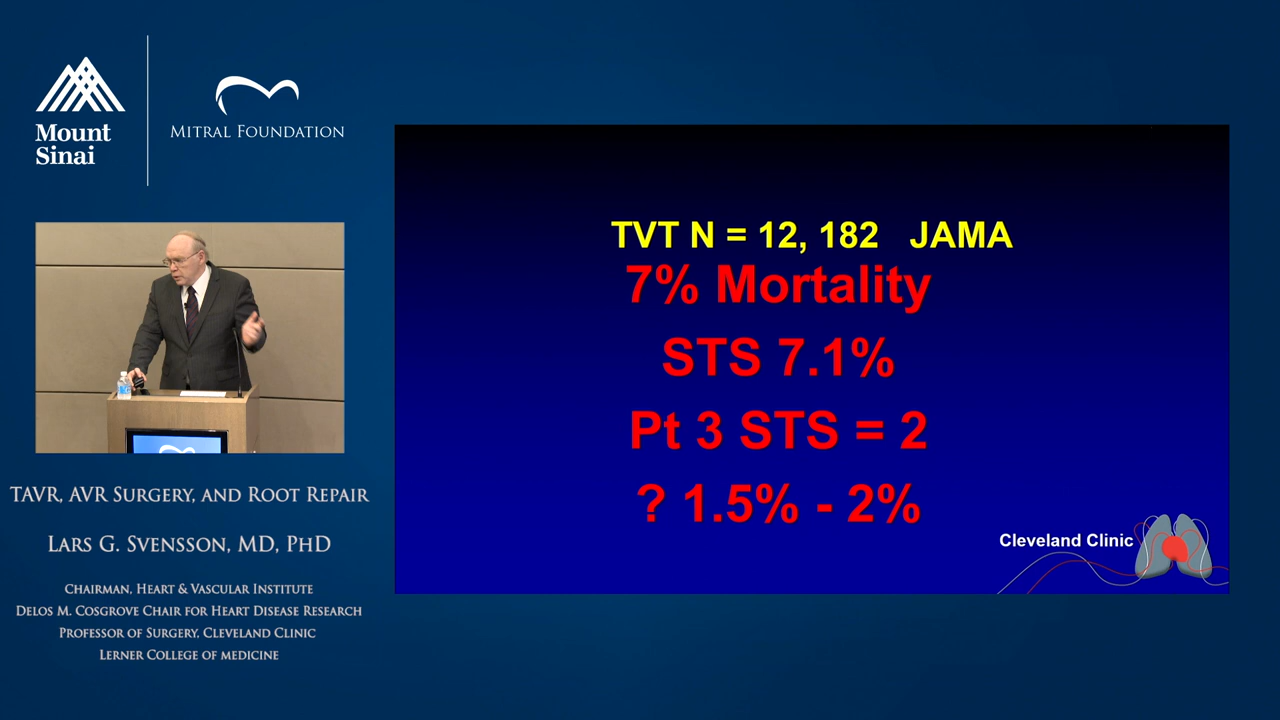 Mount
Sinai
MITRAL FOUNDATION
TVT N = 12, 182 JAMA
7% Mortality
STS 7.1%
Pt 3 STS = 2
? 1.5% - 2%
Cleveland Clinic
TAVR, AVR SURGERY, AND ROOT REPAIR
LARS G. SVENSSON, MD, PHD
CHAIRMAN, HEART & VASCULAR INSTITUTE
DELOS M. COSGROVE CHAIR FOR HEART DISEASE RESEARCH
PROFESSOR OF SURGERY, CLEVELAND CLINIC
LERNER COLLEGE OF MEDICINE